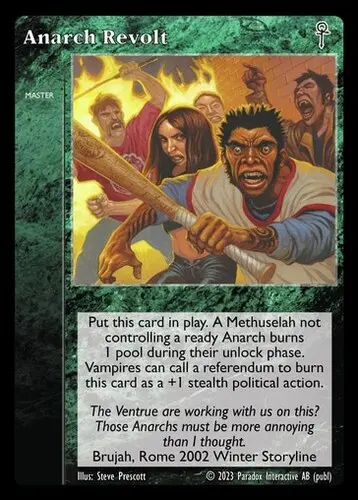 Anarch Revolt
MASTER
Put this card in play. A Methuselah not
controlling a ready Anarch burns
1 pool during their unlock phase.
Vampires can call a referendum to burn
this card as a +1 stealth political action.
The Ventrue are working with us on this?
Those Anarchs must be more annoying
than I thought.
Brujah, Rome 2002 Winter Storyline
Illus: Steve Prescott
© 2023 Paradox Interactive AB (publ)